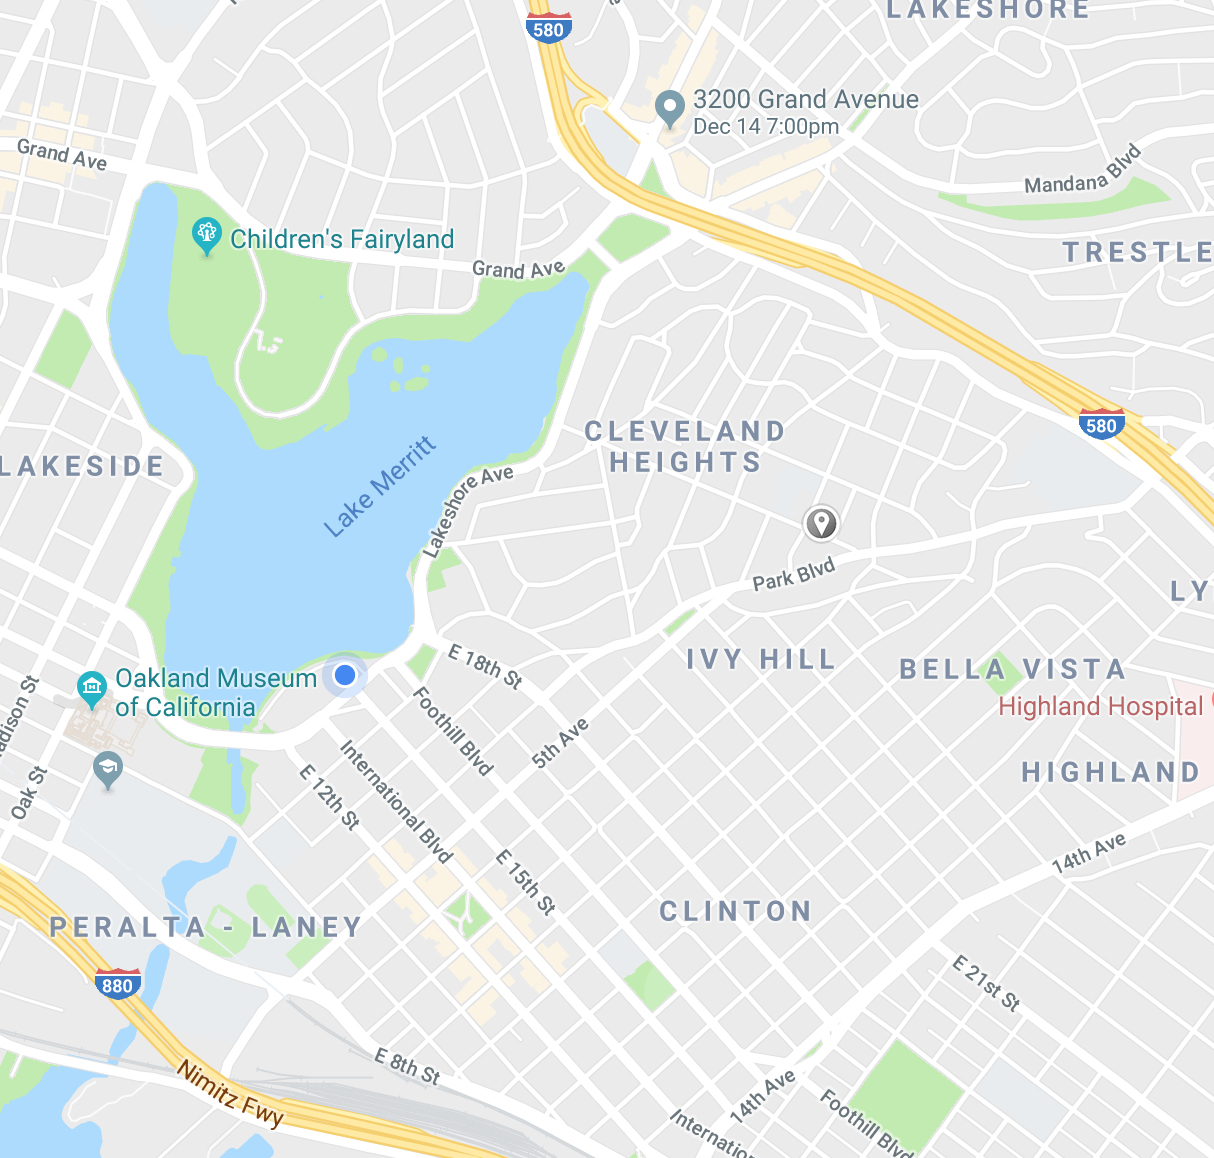 LAKESHORE
580
3200 Grand Avenue
Dec 14 7:00pm
Grand Ave
Mandana Blvd
Children's Fairyland
TRESTLE
Grand Ave
580
CLEVELAND
HEIGHTS
LAKESIDE
Lake Merritt
Lakeshore Ave
Park Blvd
LY
E 18th St
IVY HILL
BELLA VISTA
Oakland Museum
of California
Highland Hospital
adison St
Foothill Blvd
5th Ave
HIGHLAND
Oak St
E 12th St
International Blvd
14th Ave
E 15th St
CLINTON
PERALTA - LANEY
880
E 21st St
E 8th St
Nimitz Fwy
14th Ave
Foothill Blvd
Internatio